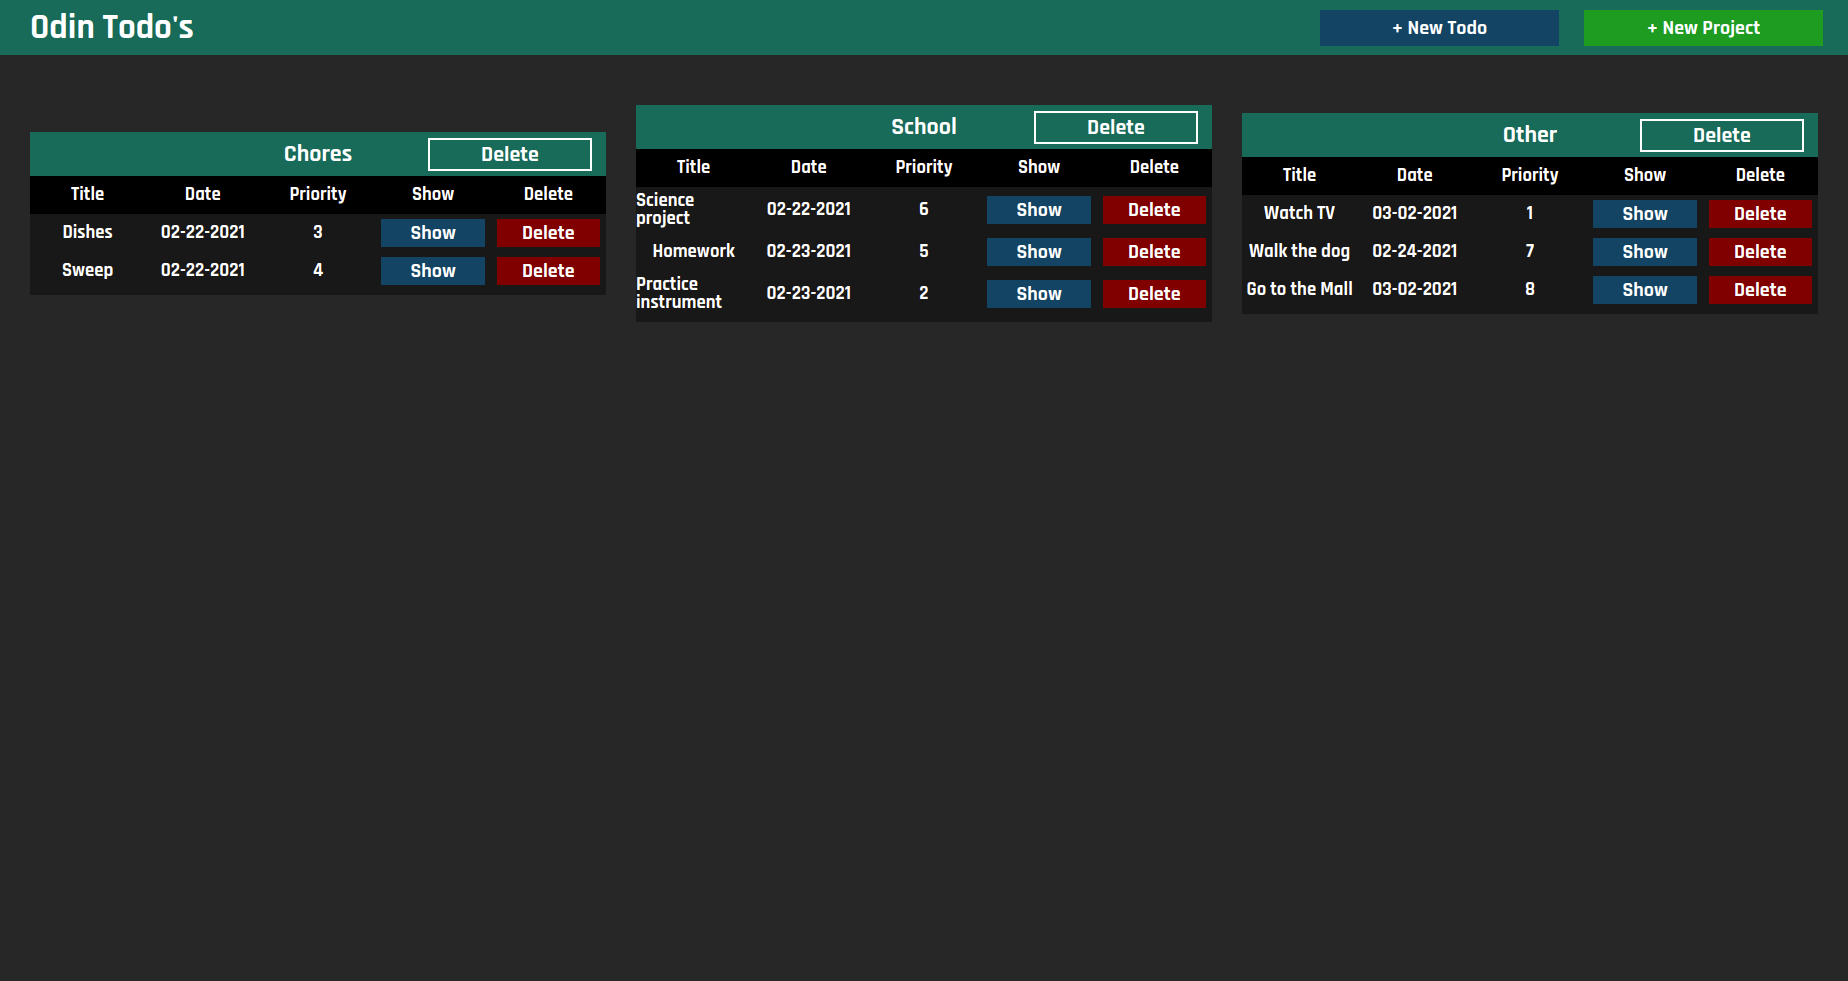 Odin Todo's
+ New Todo
+ New Project
Chores
Delete
Title Date Priority Show Delete
Dishes 02-22-2021 3 Show Delete
Sweep 02-22-2021 4 Show Delete
School
Delete
Title Date Priority Show Delete
Science
project
02-22-2021 6 Show Delete
Homework 02-23-2021 5 Show Delete
Practice
instrument
02-23-2021 2 Show Delete
Other
Delete
Title Date Priority Show Delete
Watch TV 03-02-2021 1 Show Delete
Walk the dog 02-24-2021 7 Show Delete
Go to the Mall 03-02-2021 8 Show Delete